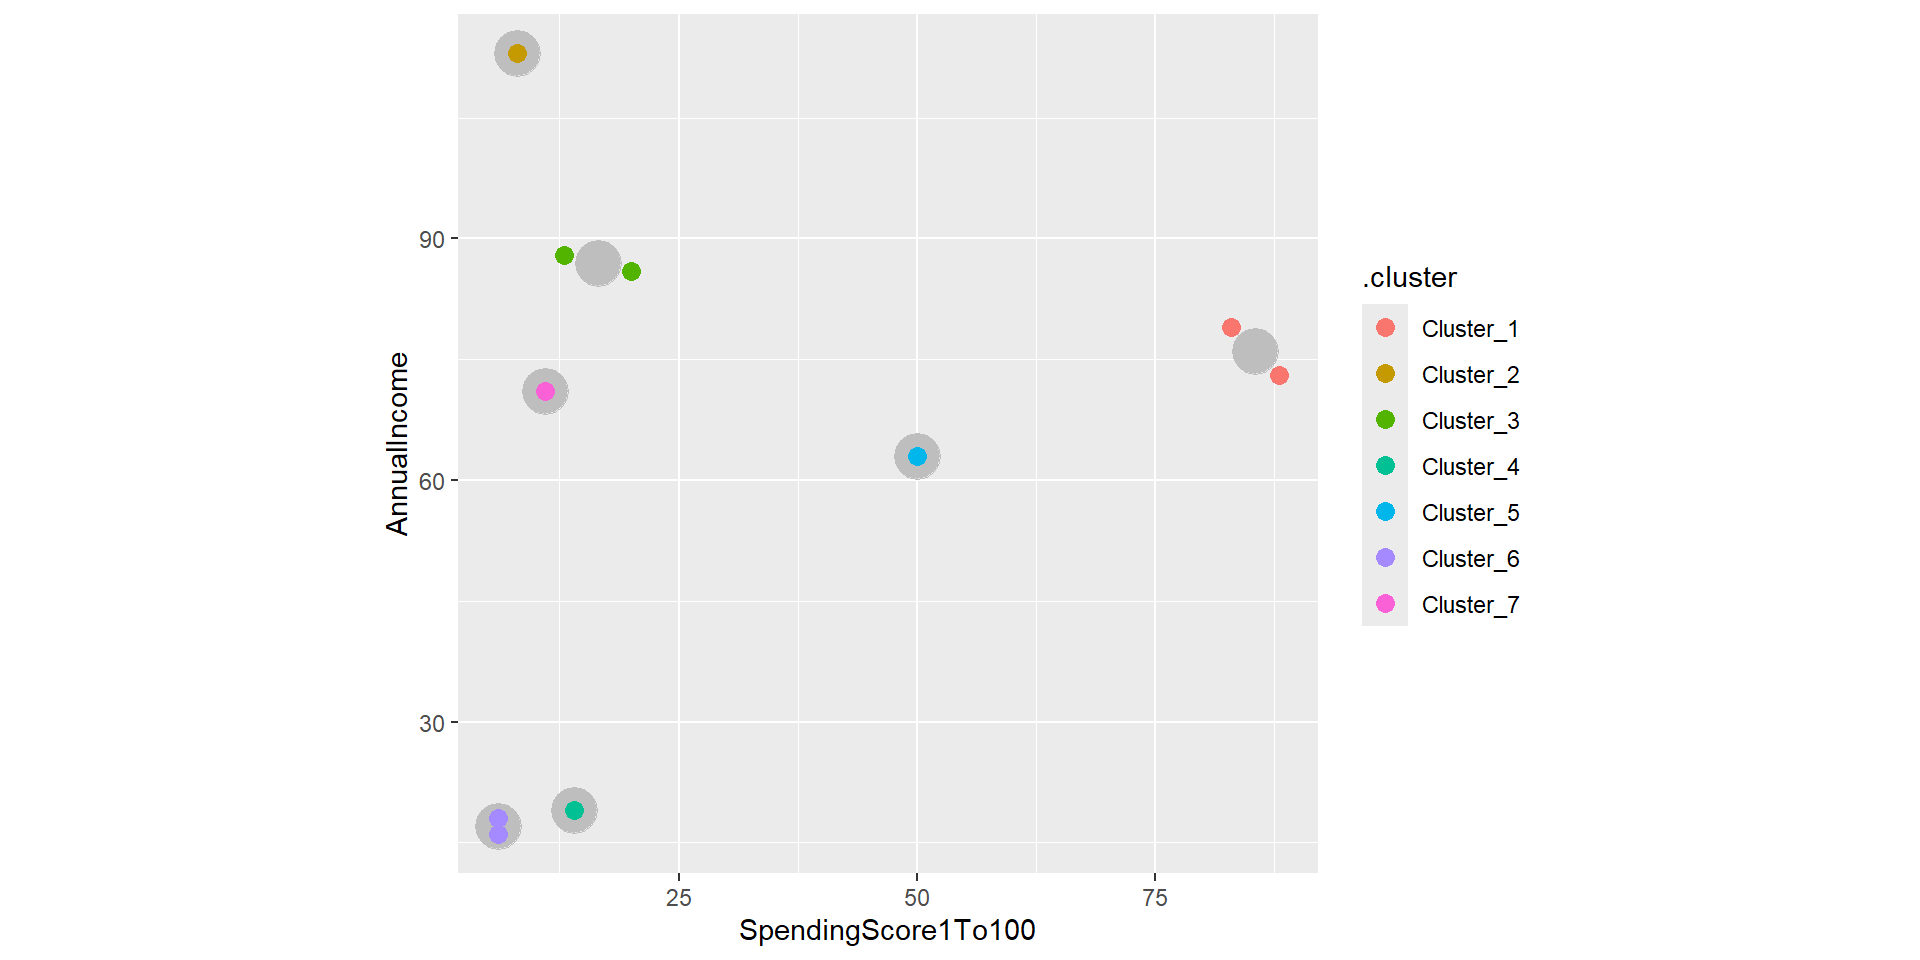 90
60
30
AnnualIncome
25 50 75
SpendingScore1To100
.cluster
Cluster_1
Cluster_2
Cluster_3
Cluster_4
Cluster_5
Cluster_6
Cluster_7